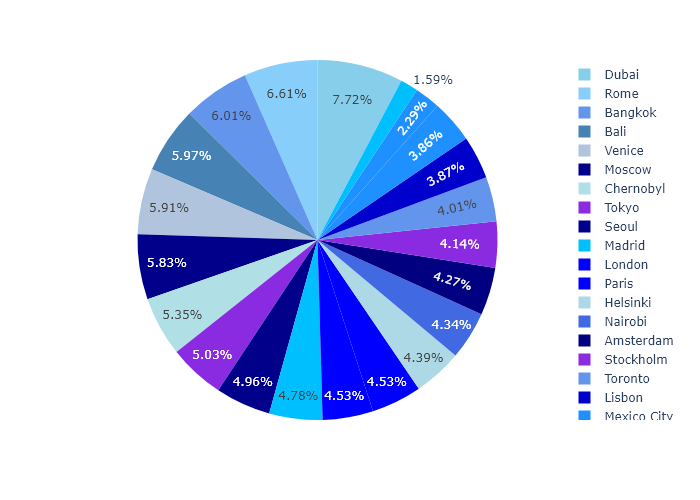 7.72%
1.59%
2.29%
3.86%
3.87%
4.01%
4.14%
4.27%
4.34%
4.39%
4.53%
4.53%
4.78%
4.96%
5.03%
5.35%
5.83%
5.91%
5.97%
6.01%
6.61%
Dubai
Rome
Bangkok
Bali
Venice
Moscow
Chernobyl
Tokyo
Seoul
Madrid
London
Paris
Helsinki
Nairobi
Amsterdam
Stockholm
Toronto
Lisbon
Mexico City